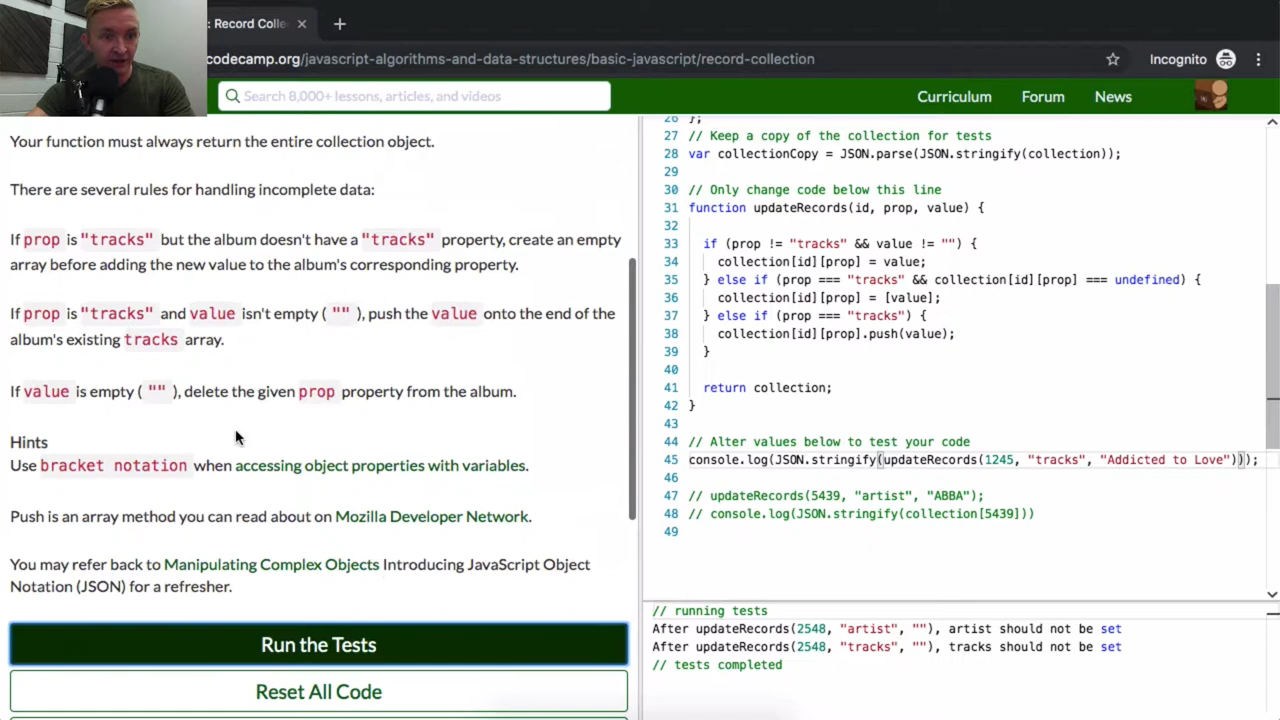 : Record Colle
codecamp.org/javascript-algorithms-and-data-structures/basic-javascript/record-collection
Incognito
Search 8,000+ lessons, articles, and videos
Curriculum
Forum
News
Your function must always return the entire collection object.
There are several rules for handling incomplete data:
If prop is "tracks" but the album doesn't have a "tracks" property, create an empty
array before adding the new value to the album's corresponding property.
If prop is "tracks" and value isn't empty ( "" ), push the value onto the end of the
album's existing tracks array.
If value is empty ( "" ), delete the given prop property from the album.
Hints
Use bracket notation when accessing object properties with variables.
Push is an array method you can read about on Mozilla Developer Network.
You may refer back to Manipulating Complex Objects Introducing JavaScript Object
Notation (JSON) for a refresher.
Run the Tests
Reset All Code
26 };
27 // Keep a copy of the collection for tests
28 var collectionCopy = JSON.parse(JSON.stringify(collection));
29
30 // Only change code below this line
31 function updateRecords(id, prop, value) {
32
33 if (prop != "tracks" && value != "") {
34 collection[id][prop] = value;
35 } else if (prop === "tracks" && collection[id][prop] === undefined) {
36 collection[id][prop] = [value];
37 } else if (prop === "tracks") {
38 collection[id][prop].push(value);
39 }
40
41 return collection;
42 }
43
44 // Alter values below to test your code
45 console.log(JSON.stringify(updateRecords(1245, "tracks", "Addicted to Love")));
46
47 // updateRecords(5439, "artist", "ABBA");
48 // console.log(JSON.stringify(collection[5439]))
49
// running tests
After updateRecords(2548, "artist", ""), artist should not be set
After updateRecords(2548, "tracks", ""), tracks should not be set
// tests completed